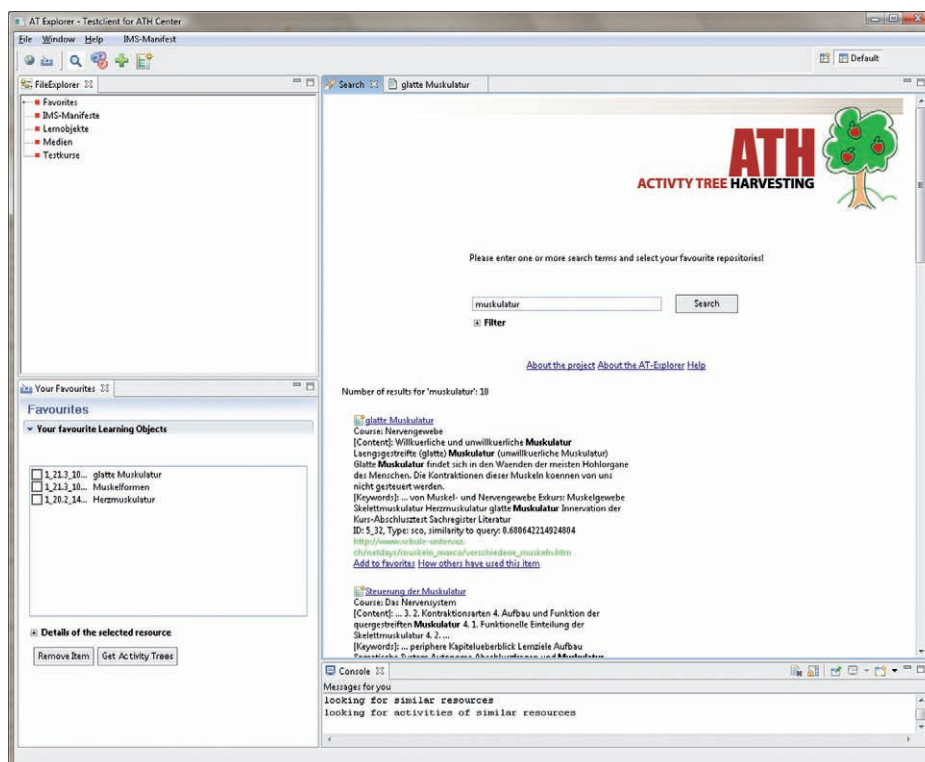 AT Explorer - Testclient for ATH Center
File Window Help IMS-Manifest
Default
FileExplorer
Favorites
IMS-Manifeste
Lernobjekte
Medien
Testkurse
Your Favourites
Favourites
Your favourite Learning Objects
1_21.3_10... glatte Muskulatur
1_21.3_10... Muskelformen
1_20.2_14... Herzmuskulatur
Details of the selected resource
Remove Item Get Activity Trees
Search glatte Muskulatur
ATH
ACTIVTY TREE HARVESTING
Please enter one or more search terms and select your favourite repositories!
muskulatur Search
Filter
About the project About the AT-Explorer Help
Number of results for 'muskulatur': 10
glatte Muskulatur
Course: Nervengewebe
[Content]: Willkuerliche und unwillkuerliche Muskulatur
Laengsgestreifte (glatte) Muskulatur (unwillkuerliche Muskulatur)
Glatte Muskulatur findet sich in den Waenden der meisten Hohlorgane
des Menschen. Die Kontraktionen dieser Muskeln koennen von uns
nicht gesteuert werden.
[Keywords]: ... von Muskel- und Nervengewebe Exkurs: Muskelgewebe
Skelettmuskulatur Herzmuskulatur glatte Muskulatur Innervation der
Kurs-Abschlusstest Sachregister Literatur
ID: 5_32, Type: sco, similarity to query: 0.680642214924804
http://www.schule-untervaz.
ch/netdays/muskeln_marco/verschiedene_muskeln.htm
Add to favorites How others have used this item
Steuerung der Muskulatur
Course: Das Nervensystem
[Content]: ... 3. 2. Kontraktionsarten 4. Aufbau und Funktion der
quergestreiften Muskulatur 4. 1. Funktionelle Einteilung der
Skelettmuskulatur 4. 2. ...
[Keywords]: ... periphere Kapitelueberblick Lernziele Aufbau
Somatische System Autonome Abschlussfragen und Muskulatur
Console
Messages for you
looking for similar resources
looking for activities of similar resources